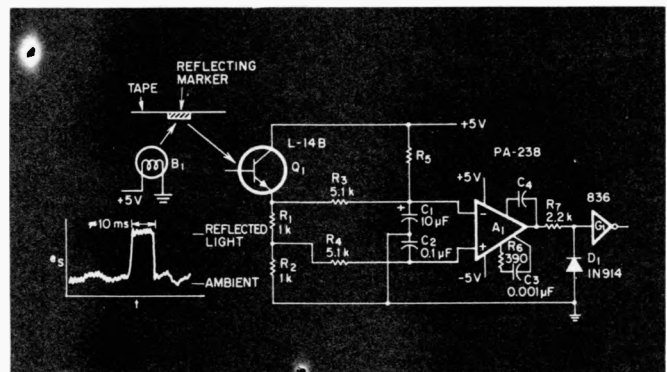 REFLECTING
MARKER
TAPE
B1
+5V
L-14B
Q1
≈10 ms
REFLECTED
LIGHT
eS
AMBIENT
t
R1
1k
R2
1k
R3
5.1k
R4
5.1k
R5
+5V
C1
10µF
C2
0.1µF
PA-238
+5V
C4
−
A1
+
-5V
R6
390
C3
0.001µF
R7
2.2k
836
G1
D1
1N914